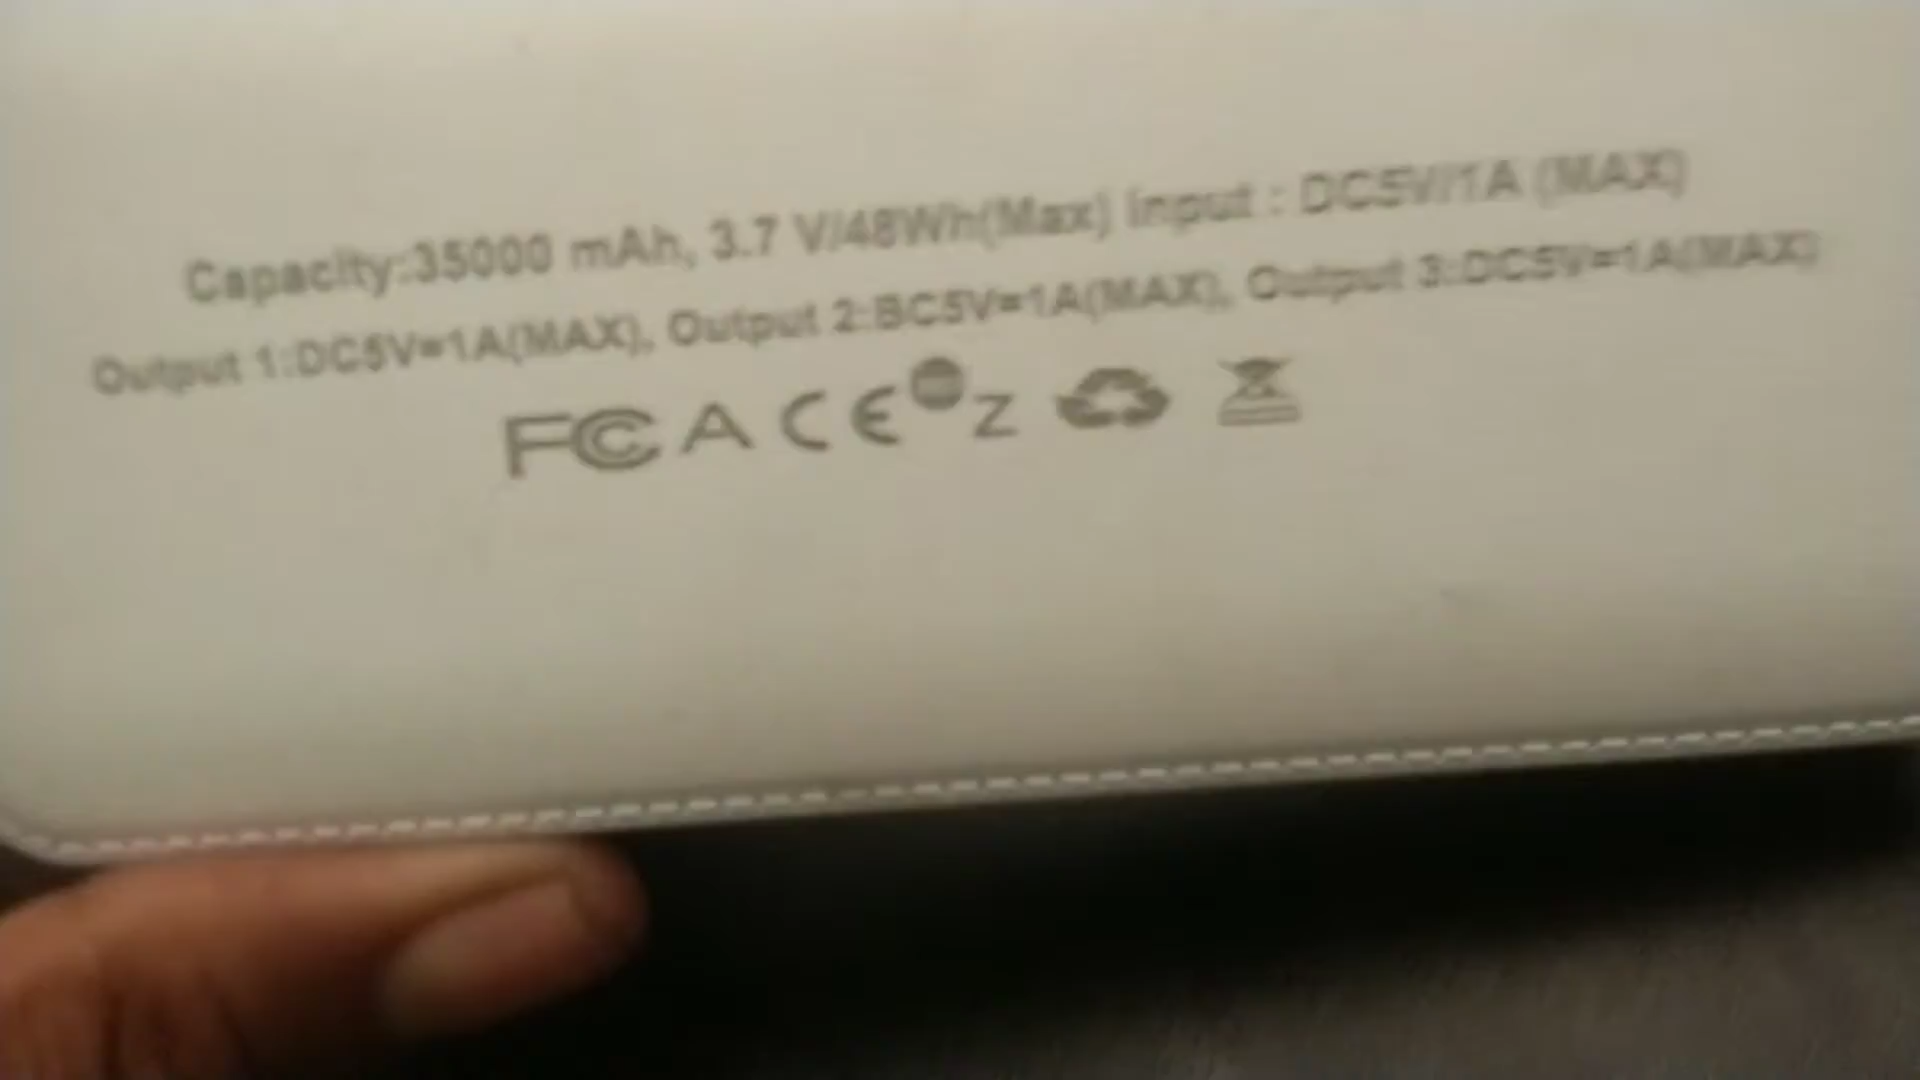 Capacity:35000 mAh, 3.7 V/48Wh(Max) Input : DC5V/1A (MAX)
Output 1:DC5V=1A(MAX), Output 2:BC5V=1A(MAX), Output 3:DC5V=1A(MAX)
FC A CE Z